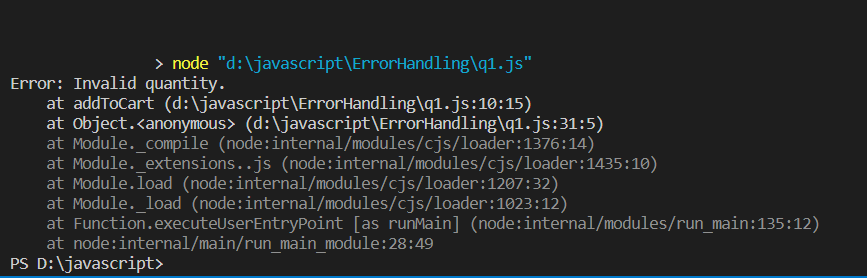 > node "d:\javascript\ErrorHandling\q1.js"
Error: Invalid quantity.
    at addToCart (d:\javascript\ErrorHandling\q1.js:10:15)
    at Object.<anonymous> (d:\javascript\ErrorHandling\q1.js:31:5)
    at Module._compile (node:internal/modules/cjs/loader:1376:14)
    at Module._extensions..js (node:internal/modules/cjs/loader:1435:10)
    at Module.load (node:internal/modules/cjs/loader:1207:32)
    at Module._load (node:internal/modules/cjs/loader:1023:12)
    at Function.executeUserEntryPoint [as runMain] (node:internal/modules/run_main:135:12)
    at node:internal/main/run_main_module:28:49
PS D:\javascript>